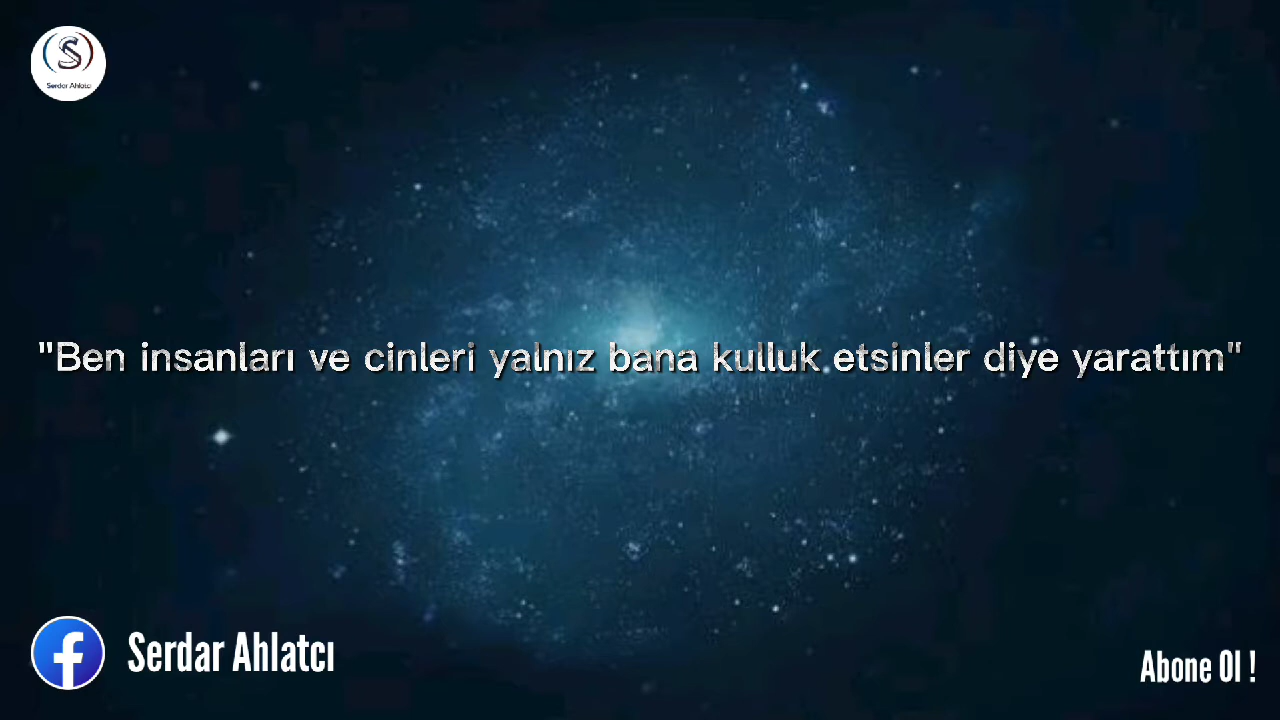 S
Serdar Ahlatcı
"Ben insanları ve cinleri yalnız bana kulluk etsinler diye yarattım"
f
Serdar Ahlatcı
Abone Ol !